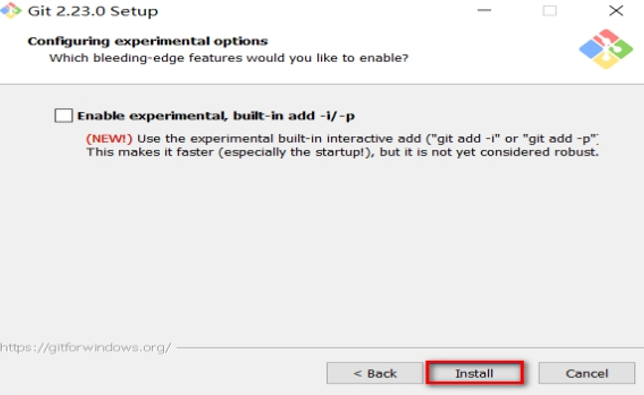 Git 2.23.0 Setup
Configuring experimental options
Which bleeding-edge features would you like to enable?
Enable experimental, built-in add -i/-p
(NEW!) Use the experimental built-in interactive add ("git add -i" or "git add -p")
This makes it faster (especially the startup!), but it is not yet considered robust.
https://gitforwindows.org/
< Back
Install
Cancel